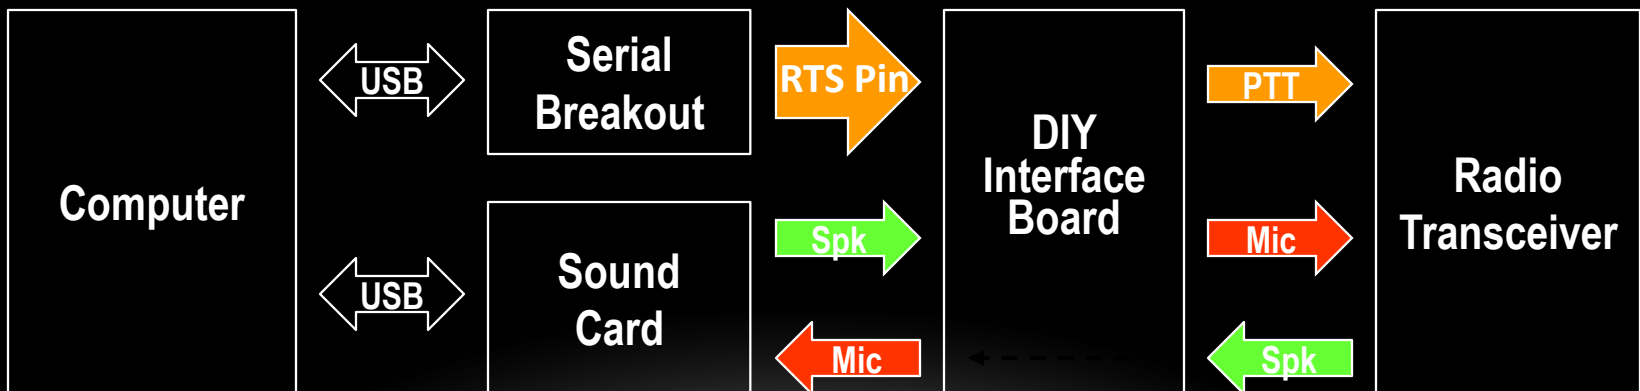 Computer
USB
USB
Serial
Breakout
Sound
Card
RTS Pin
Spk
Mic
DIY
Interface
Board
PTT
Mic
Spk
Radio
Transceiver